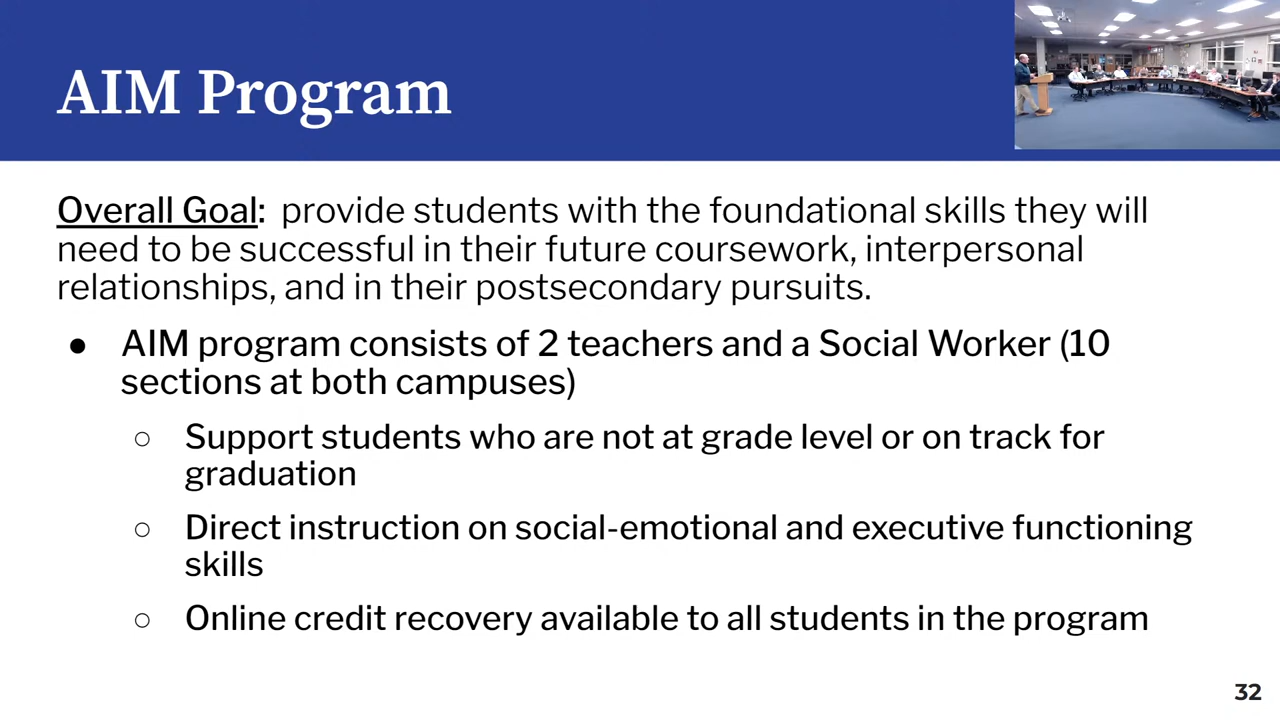 AIM Program
Overall Goal: provide students with the foundational skills they will
need to be successful in their future coursework, interpersonal
relationships, and in their postsecondary pursuits.
● AIM program consists of 2 teachers and a Social Worker (10
sections at both campuses)
○ Support students who are not at grade level or on track for
graduation
○ Direct instruction on social-emotional and executive functioning
skills
○ Online credit recovery available to all students in the program
32